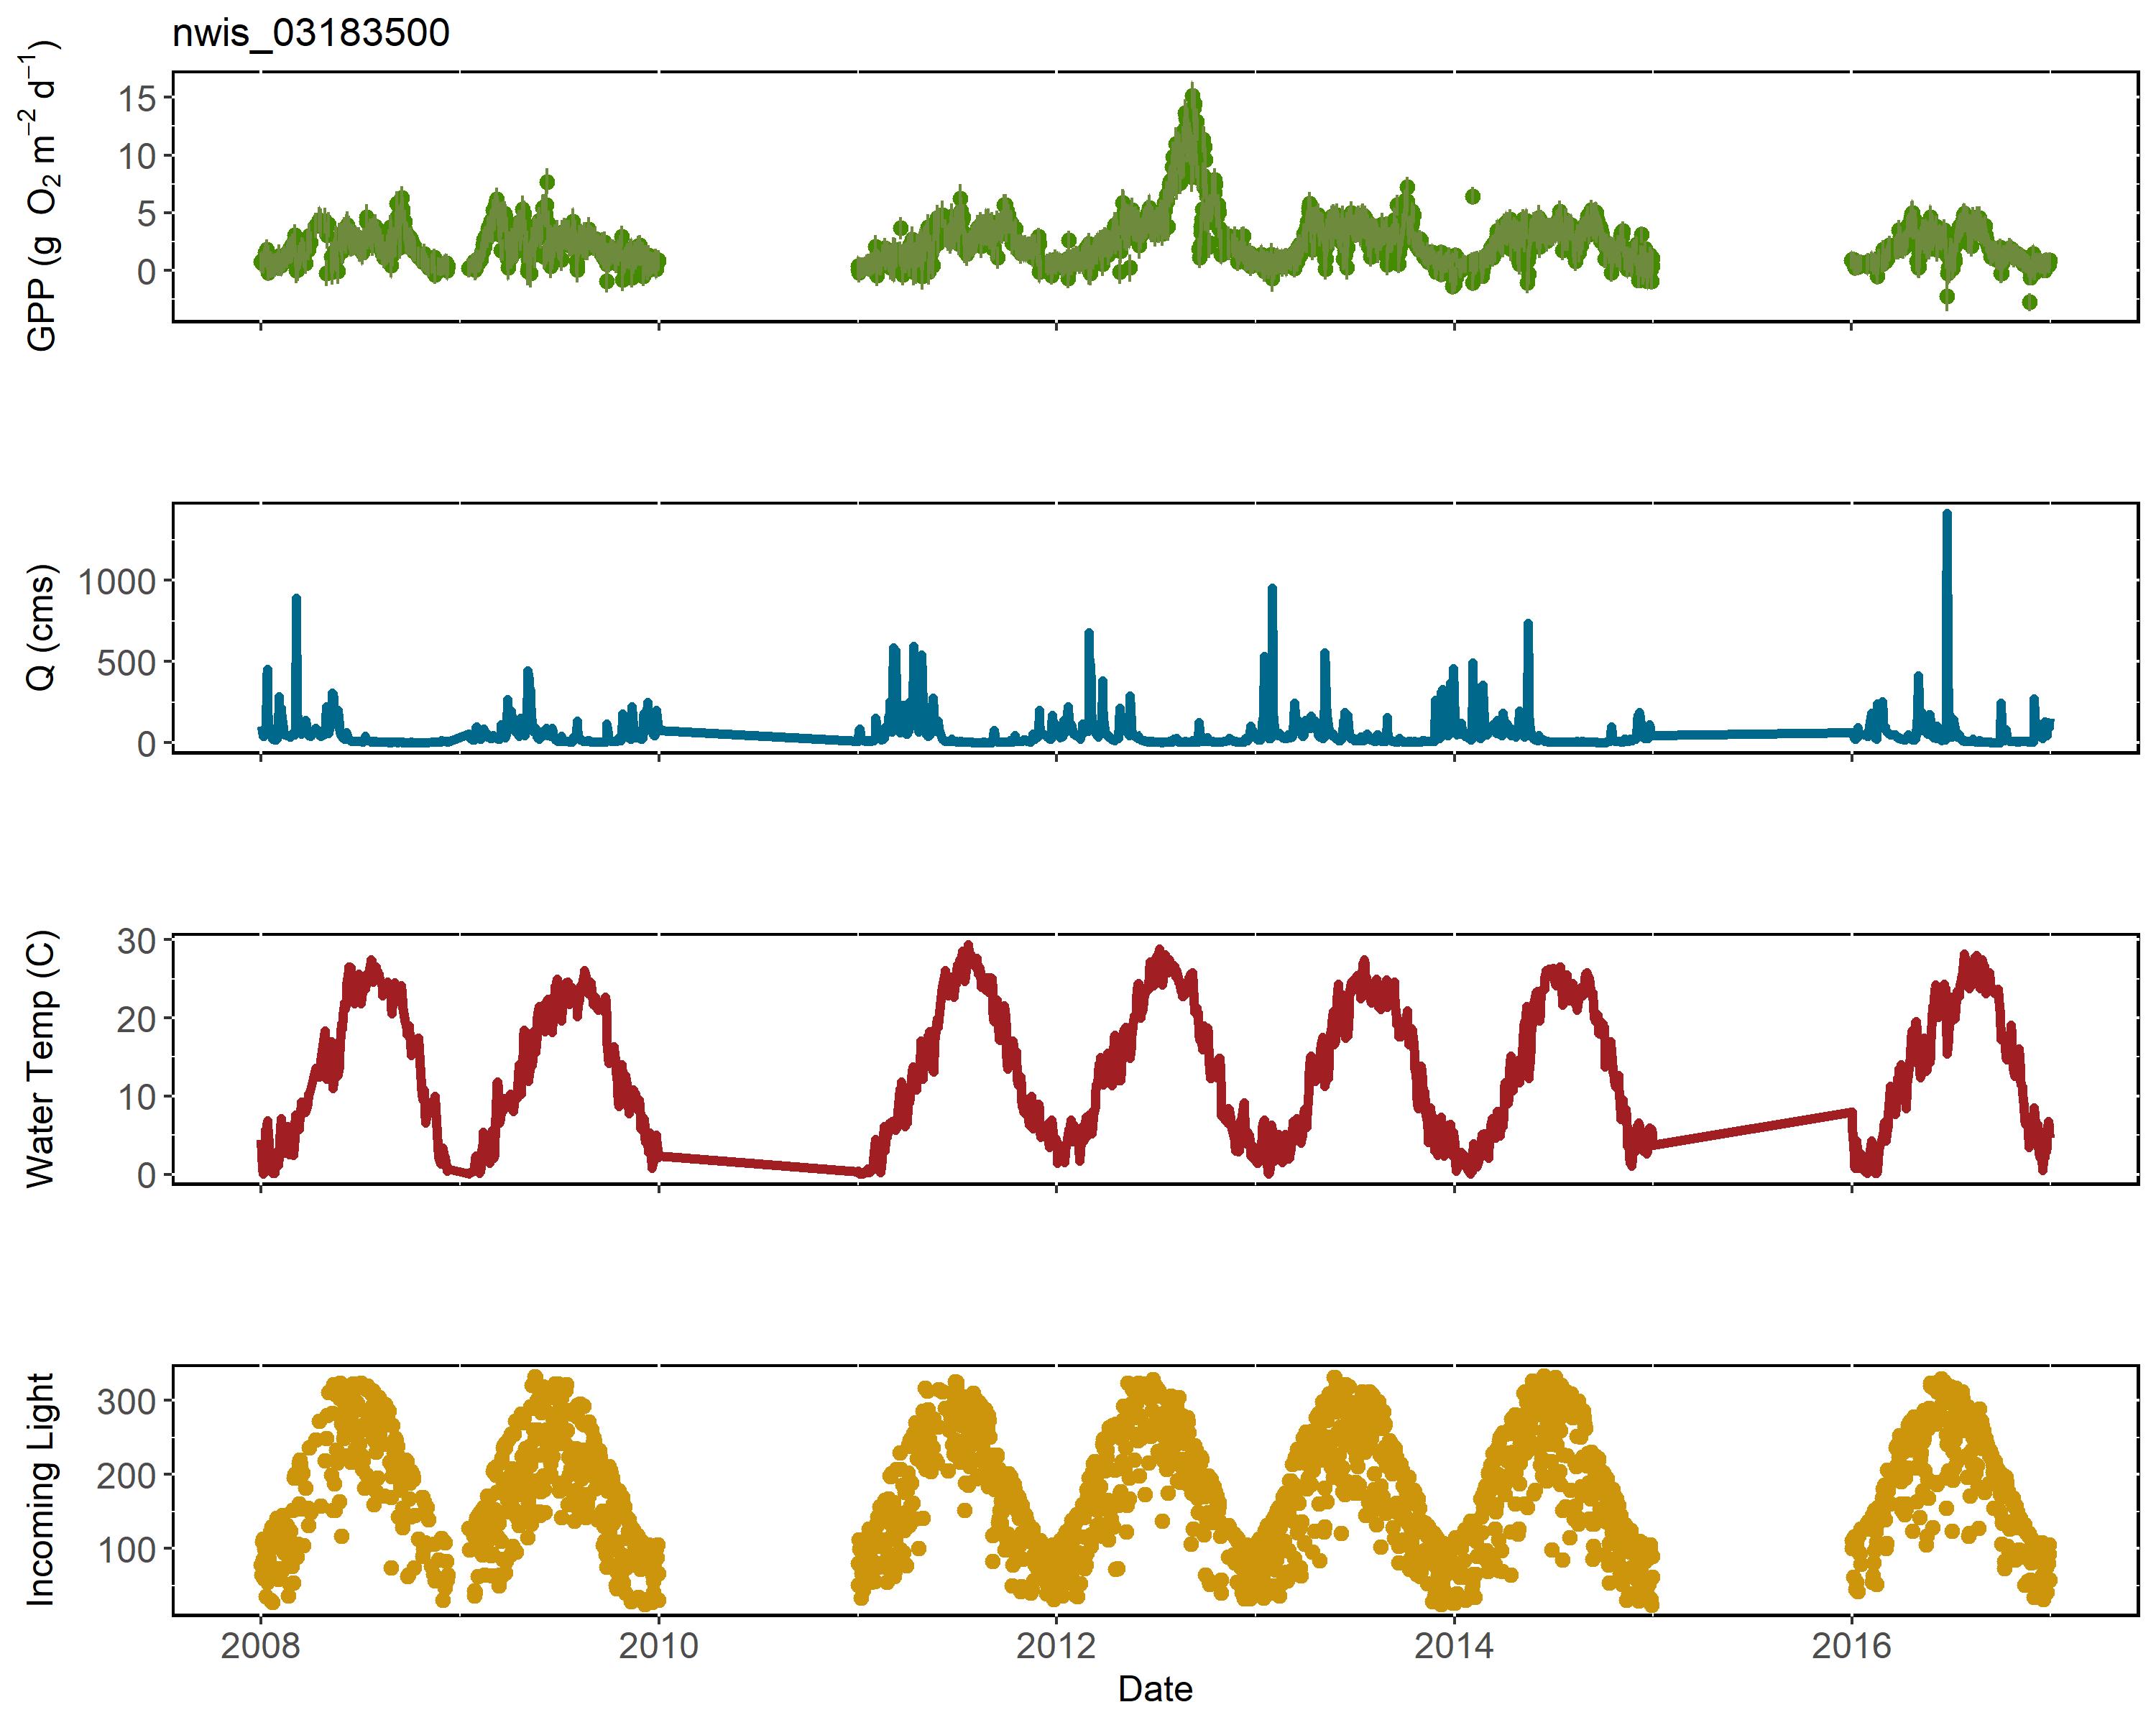 nwis_03183500
GPP (g O₂ m⁻² d⁻¹)
15
10
5
0
Q (cms)
1000
500
0
Water Temp (C)
30
20
10
0
Incoming Light
300
200
100
2008 2010 2012 2014 2016
Date